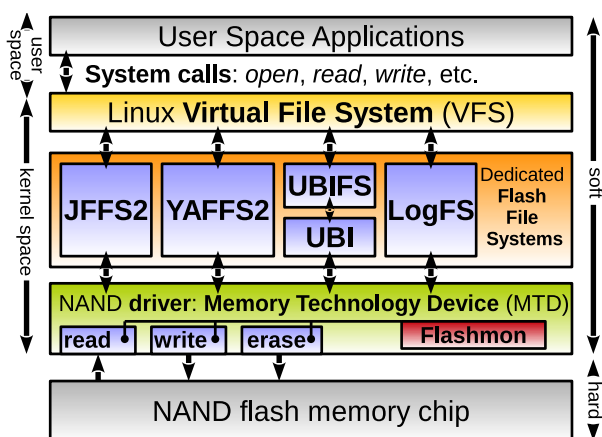 User Space Applications
user
space
System calls: open, read, write, etc.
Linux Virtual File System (VFS)
kernel space
soft
JFFS2
YAFFS2
UBIFS
UBI
LogFS
Dedicated
Flash
File
Systems
NAND driver: Memory Technology Device (MTD)
read
write
erase
Flashmon
NAND flash memory chip
hard